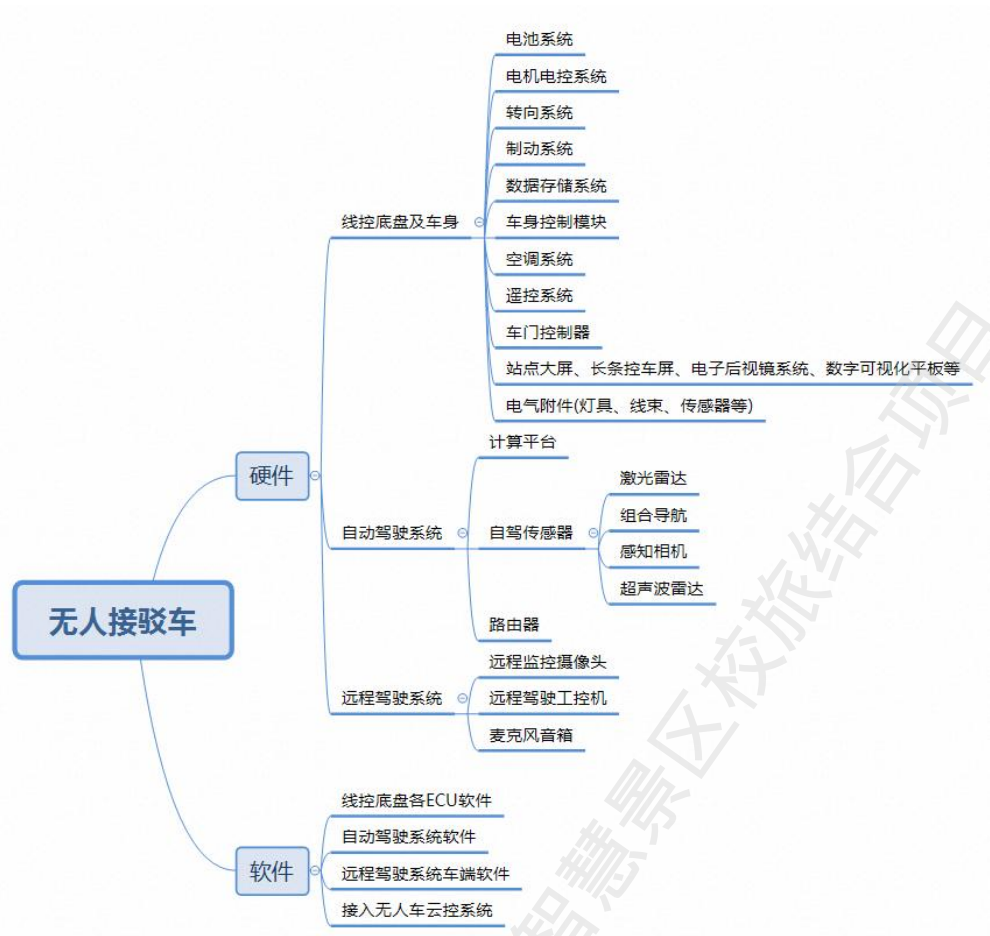 无人接驳车
硬件
线控底盘及车身
电池系统
电机电控系统
转向系统
制动系统
数据存储系统
车身控制模块
空调系统
遥控系统
车门控制器
站点大屏、长条控车屏、电子后视镜系统、数字可视化平板等
电气附件(灯具、线束、传感器等)
自动驾驶系统
计算平台
自驾传感器
激光雷达
组合导航
感知相机
超声波雷达
路由器
远程驾驶系统
远程监控摄像头
远程驾驶工控机
麦克风音箱
软件
线控底盘各ECU软件
自动驾驶系统软件
远程驾驶系统车端软件
接入无人车云控系统
智慧景区校旅结合项目